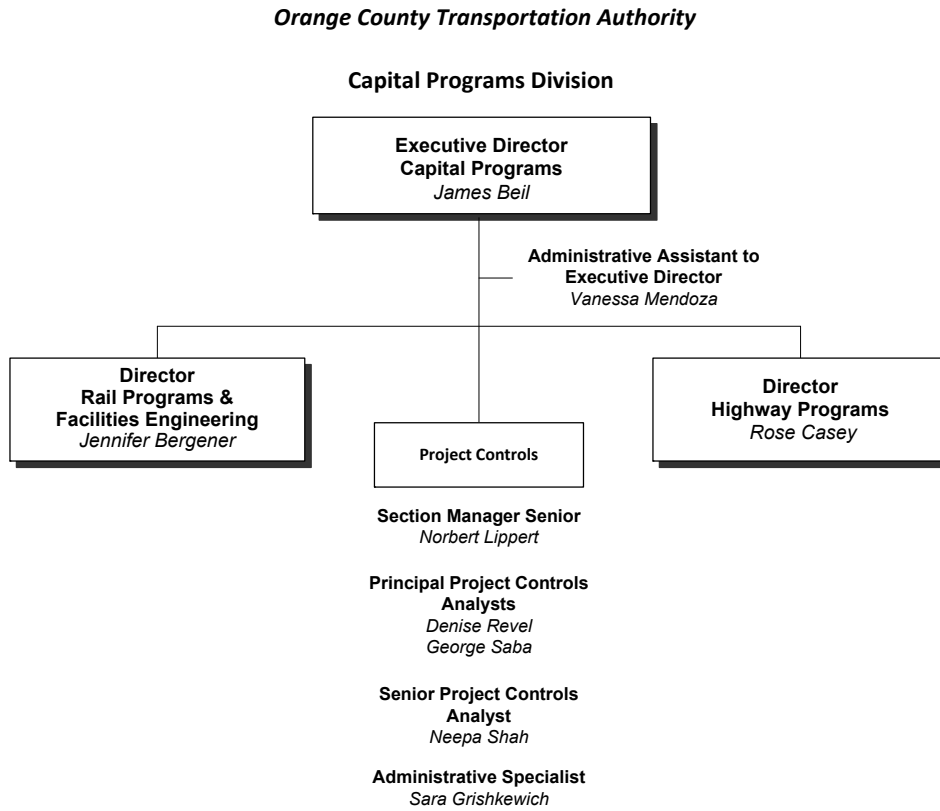 Orange County Transportation Authority
Capital Programs Division
Executive Director
Capital Programs
James Beil
Administrative Assistant to
Executive Director
Vanessa Mendoza
Director
Rail Programs &
Facilities Engineering
Jennifer Bergener
Project Controls
Director
Highway Programs
Rose Casey
Section Manager Senior
Norbert Lippert
Principal Project Controls
Analysts
Denise Revel
George Saba
Senior Project Controls
Analyst
Neepa Shah
Administrative Specialist
Sara Grishkewich